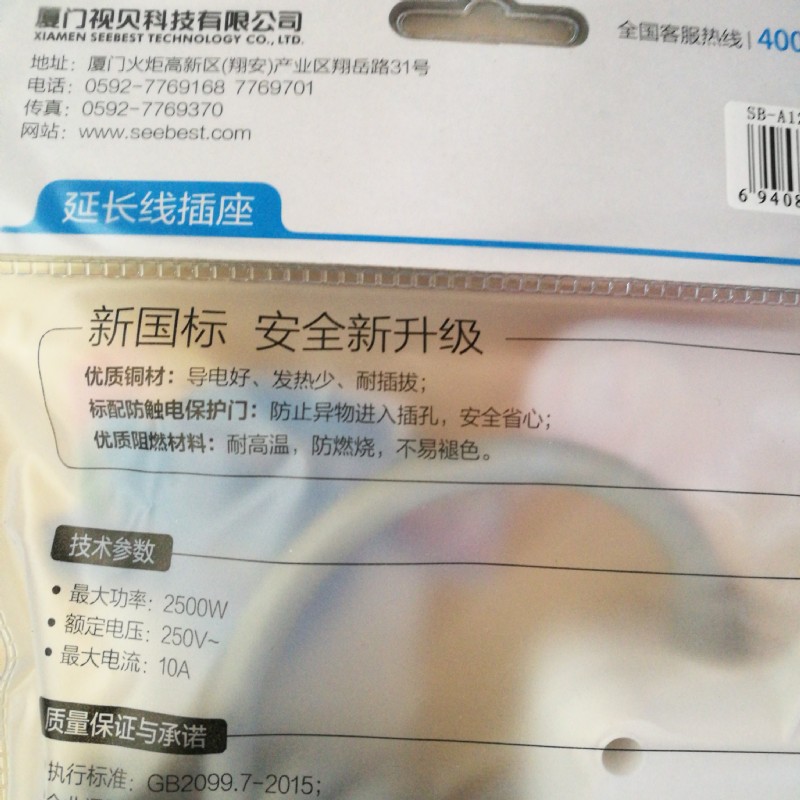 厦门视贝科技有限公司
XIAMEN SEEBEST TECHNOLOGY CO., LTD.
全国客服热线 | 400
地址：厦门火炬高新区(翔安)产业区翔岳路31号
电话：0592-7769168 7769701
传真：0592-7769370
网站：www.seebest.com
SB-A12
6 9408
延长线插座
新国标 安全新升级
优质铜材：导电好、发热少、耐插拔；
标配防触电保护门：防止异物进入插孔，安全省心；
优质阻燃材料：耐高温，防燃烧，不易褪色。
技术参数
• 最大功率：2500W
• 额定电压：250V~
• 最大电流：10A
质量保证与承诺
执行标准：GB2099.7-2015；